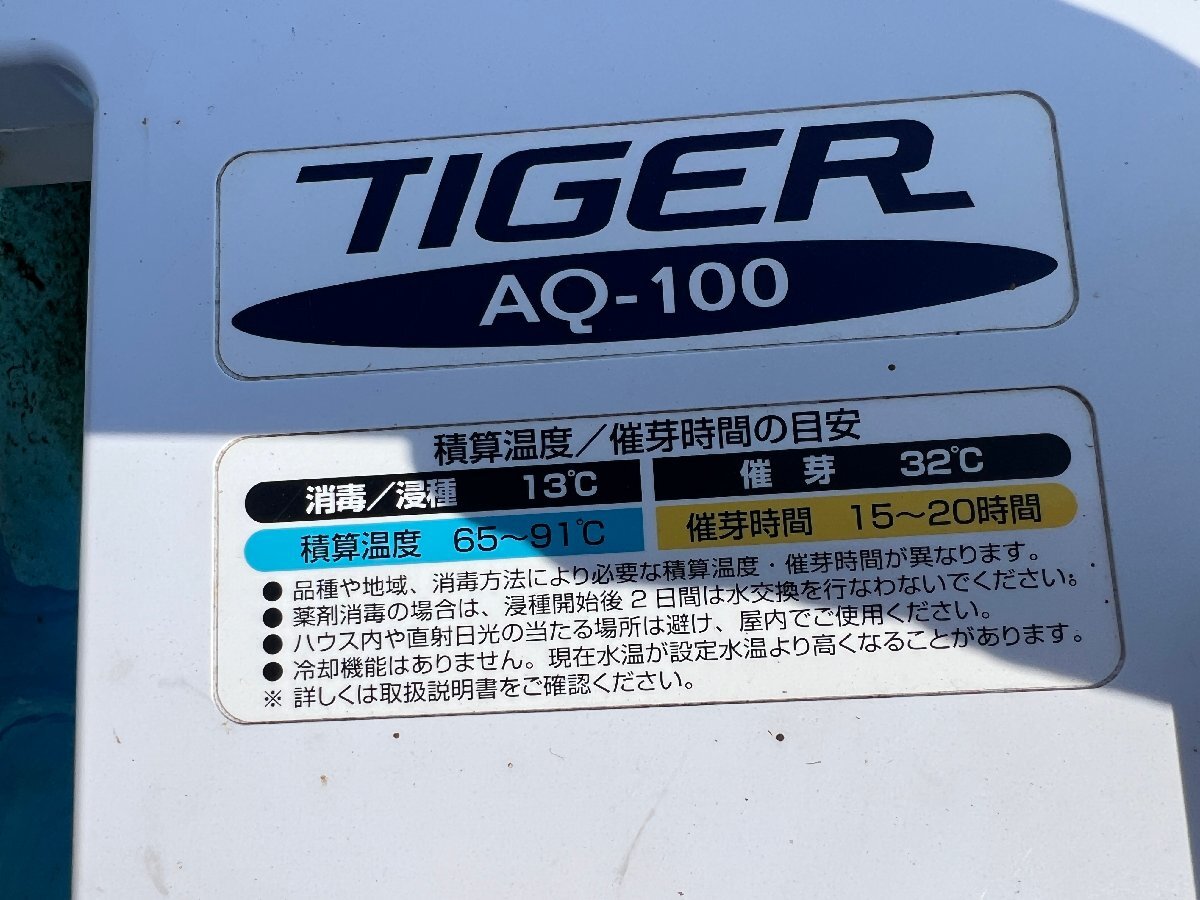 TIGER
AQ-100
積算温度／催芽時間の目安
消毒／浸種 13℃ 催芽 32℃
積算温度 65～91℃ 催芽時間 15～20時間
● 品種や地域、消毒方法により必要な積算温度・催芽時間が異なります。
● 薬剤消毒の場合は、浸種開始後２日間は水交換を行なわないでください。
● ハウス内や直射日光の当たる場所は避け、屋内でご使用ください。
● 冷却機能はありません。現在水温が設定水温より高くなることがあります。
※ 詳しくは取扱説明書をご確認ください。